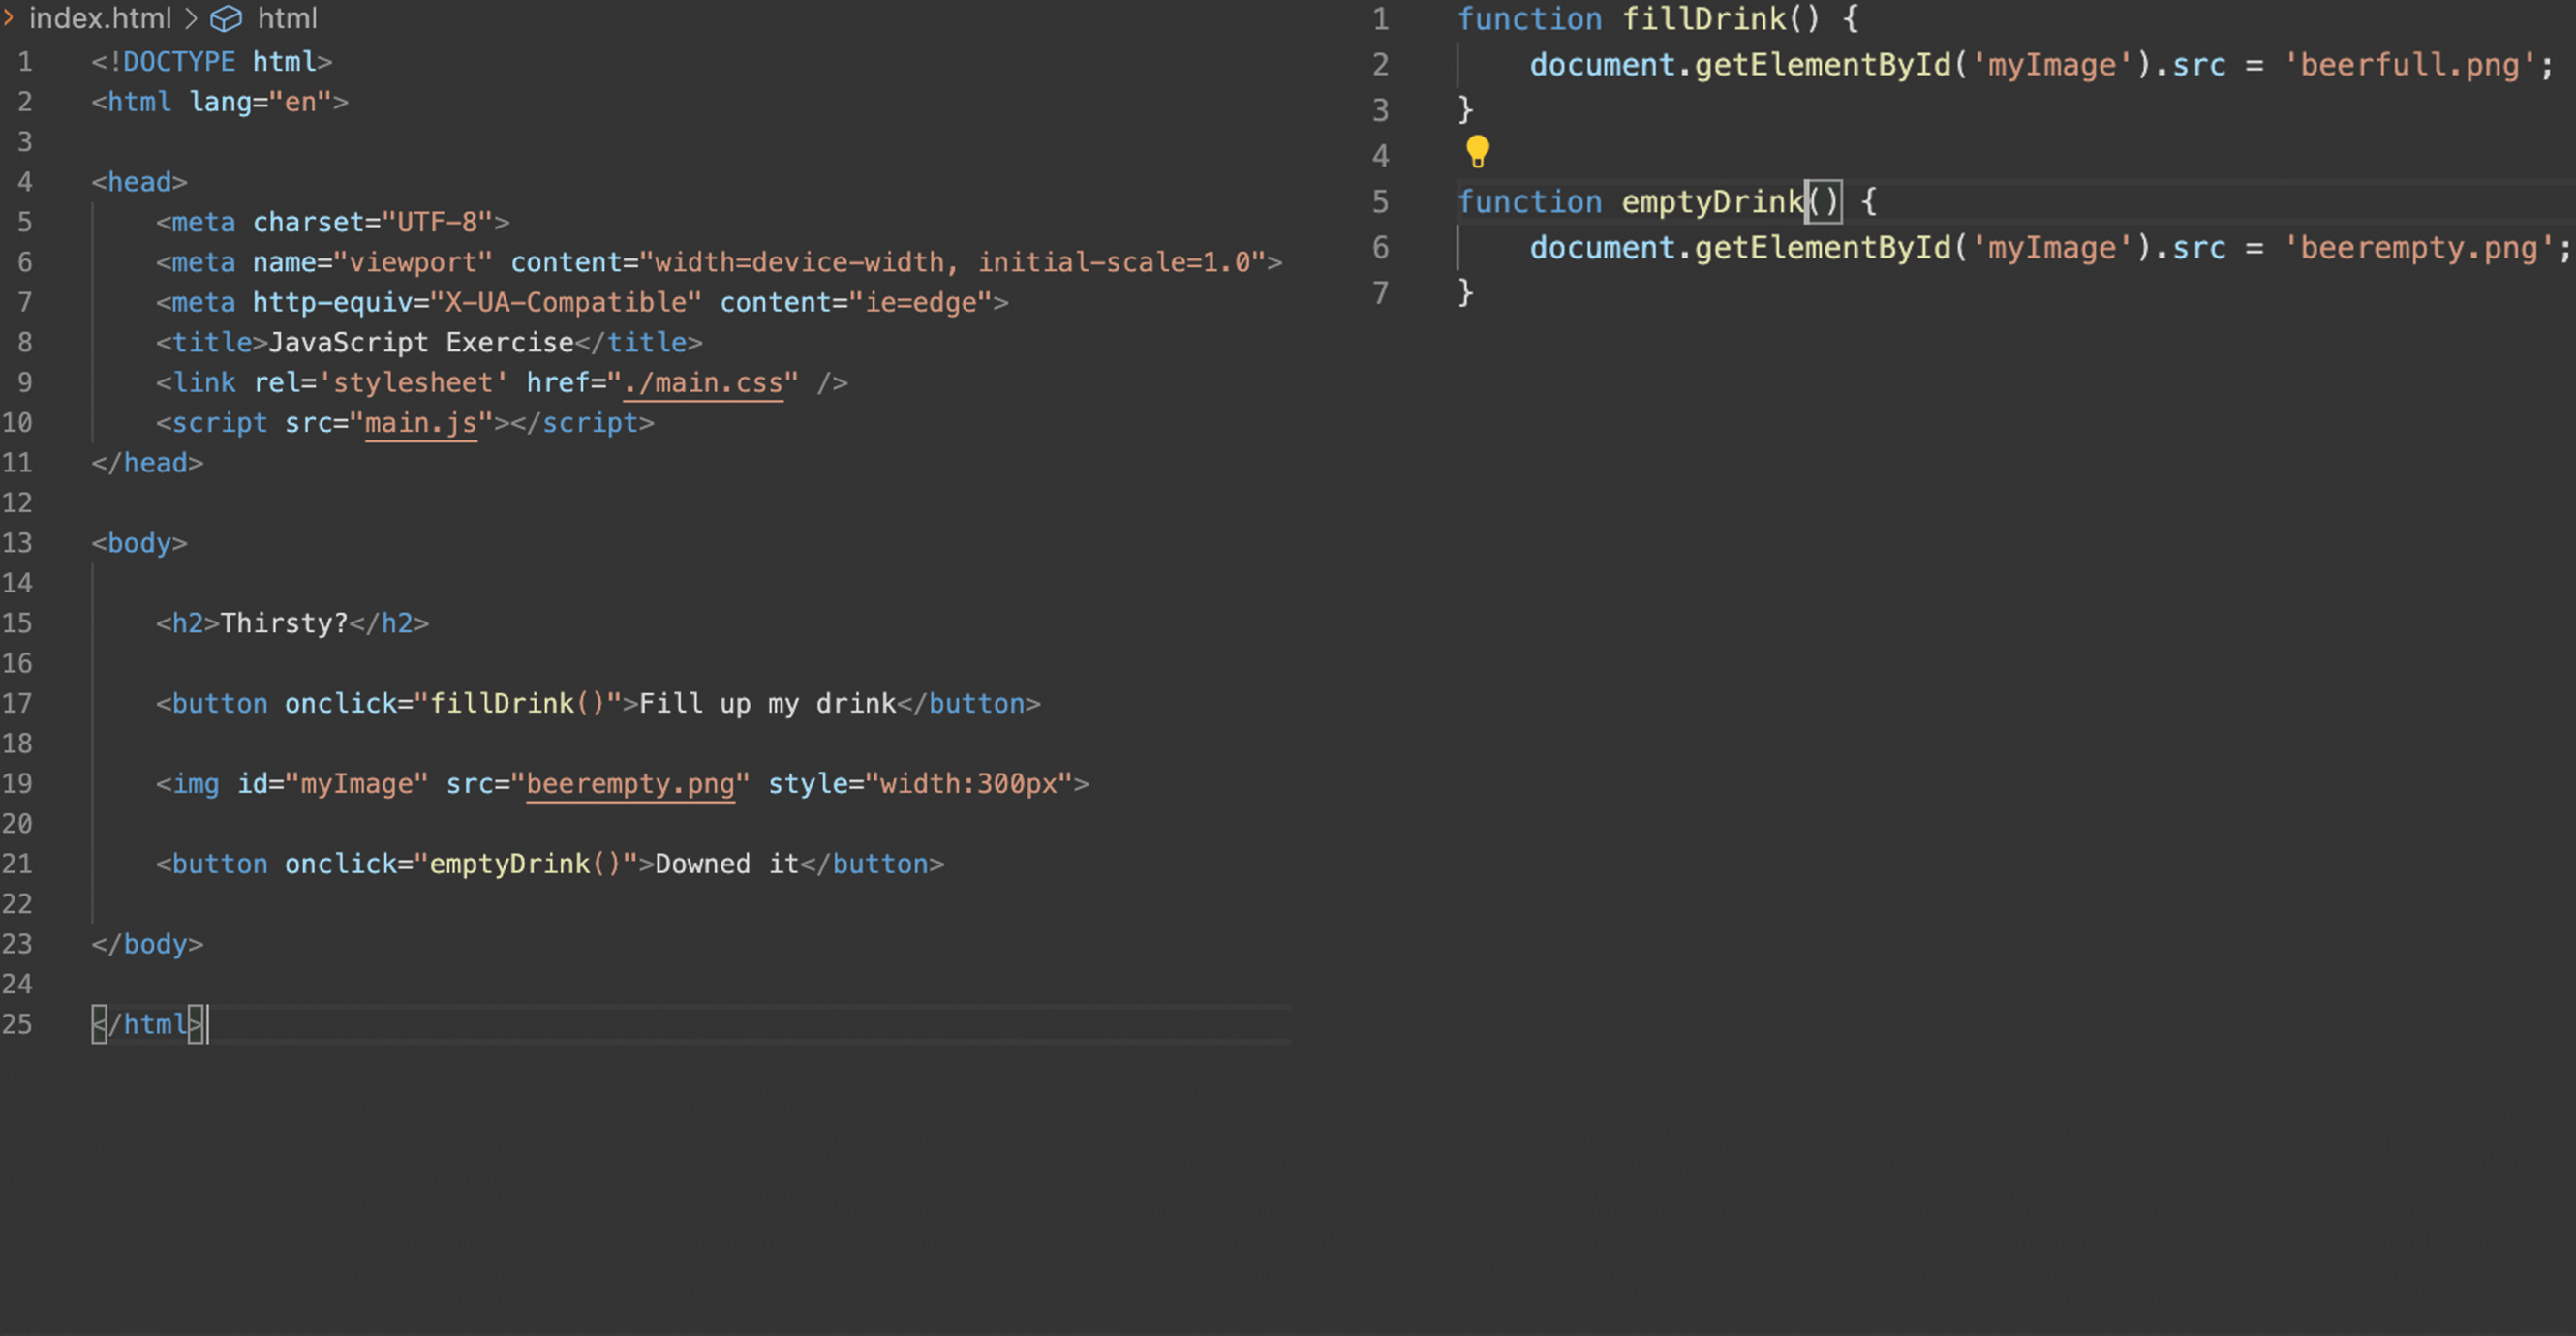 index.html > html
1 <!DOCTYPE html>
2 <html lang="en">
3
4 <head>
5     <meta charset="UTF-8">
6     <meta name="viewport" content="width=device-width, initial-scale=1.0">
7     <meta http-equiv="X-UA-Compatible" content="ie=edge">
8     <title>JavaScript Exercise</title>
9     <link rel='stylesheet' href="./main.css" />
10     <script src="main.js"></script>
11 </head>
12
13 <body>
14
15     <h2>Thirsty?</h2>
16
17     <button onclick="fillDrink()">Fill up my drink</button>
18
19     <img id="myImage" src="beerempty.png" style="width:300px">
20
21     <button onclick="emptyDrink()">Downed it</button>
22
23 </body>
24
25 </html>
1 function fillDrink() {
2     document.getElementById('myImage').src = 'beerfull.png';
3 }
4
5 function emptyDrink() {
6     document.getElementById('myImage').src = 'beerempty.png';
7 }